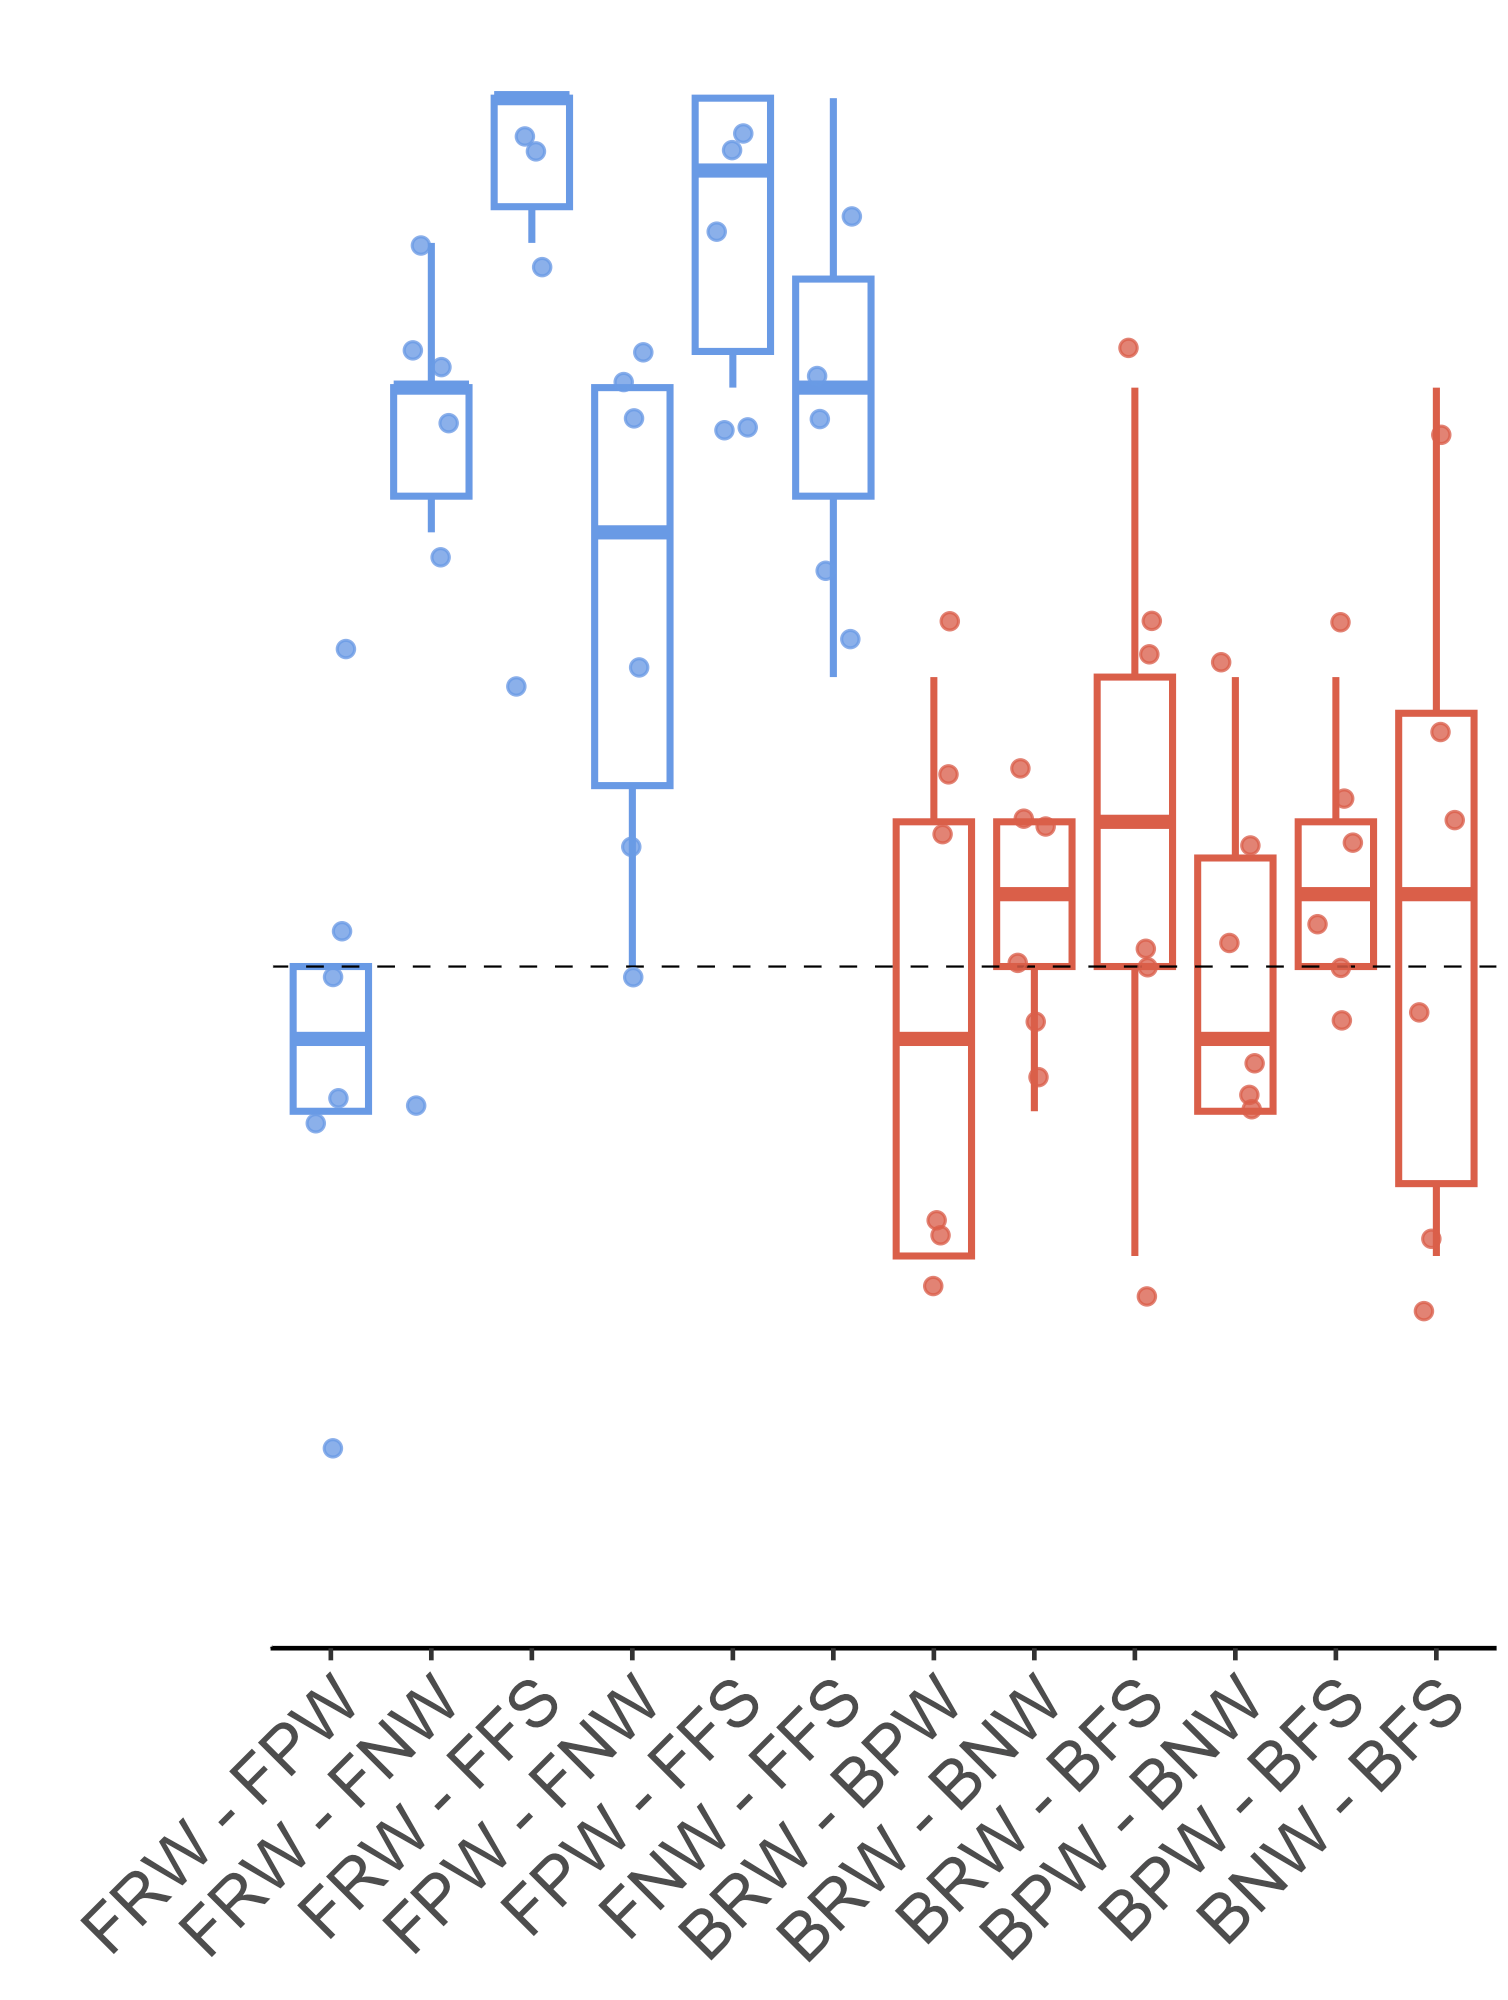 FRW - FPW
FRW - FNW
FRW - FFS
FPW - FNW
FPW - FFS
FNW - FFS
BRW - BPW
BRW - BNW
BRW - BFS
BPW - BNW
BPW - BFS
BNW - BFS